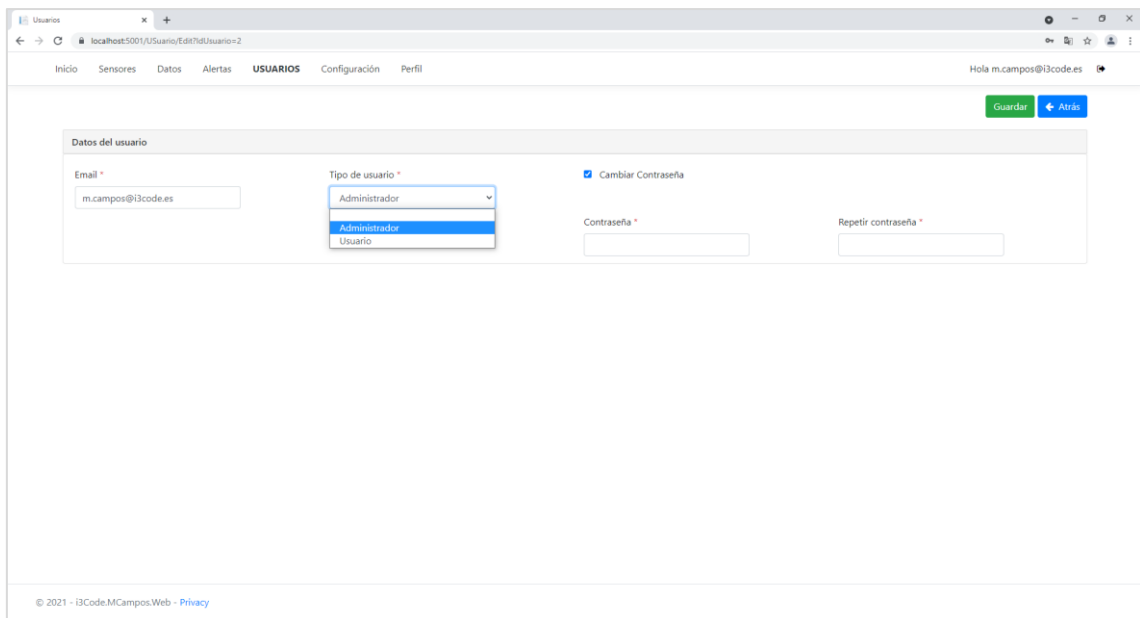 Usuarios
localhost:5001/USuario/Edit?IdUsuario=2
Inicio Sensores Datos Alertas USUARIOS Configuración Perfil Hola m.campos@i3code.es
Guardar Atrás
Datos del usuario
Email * Tipo de usuario * Cambiar Contraseña
m.campos@i3code.es Administrador
Contraseña * Repetir contraseña *
Administrador
Usuario
© 2021 - i3Code.MCampos.Web - Privacy